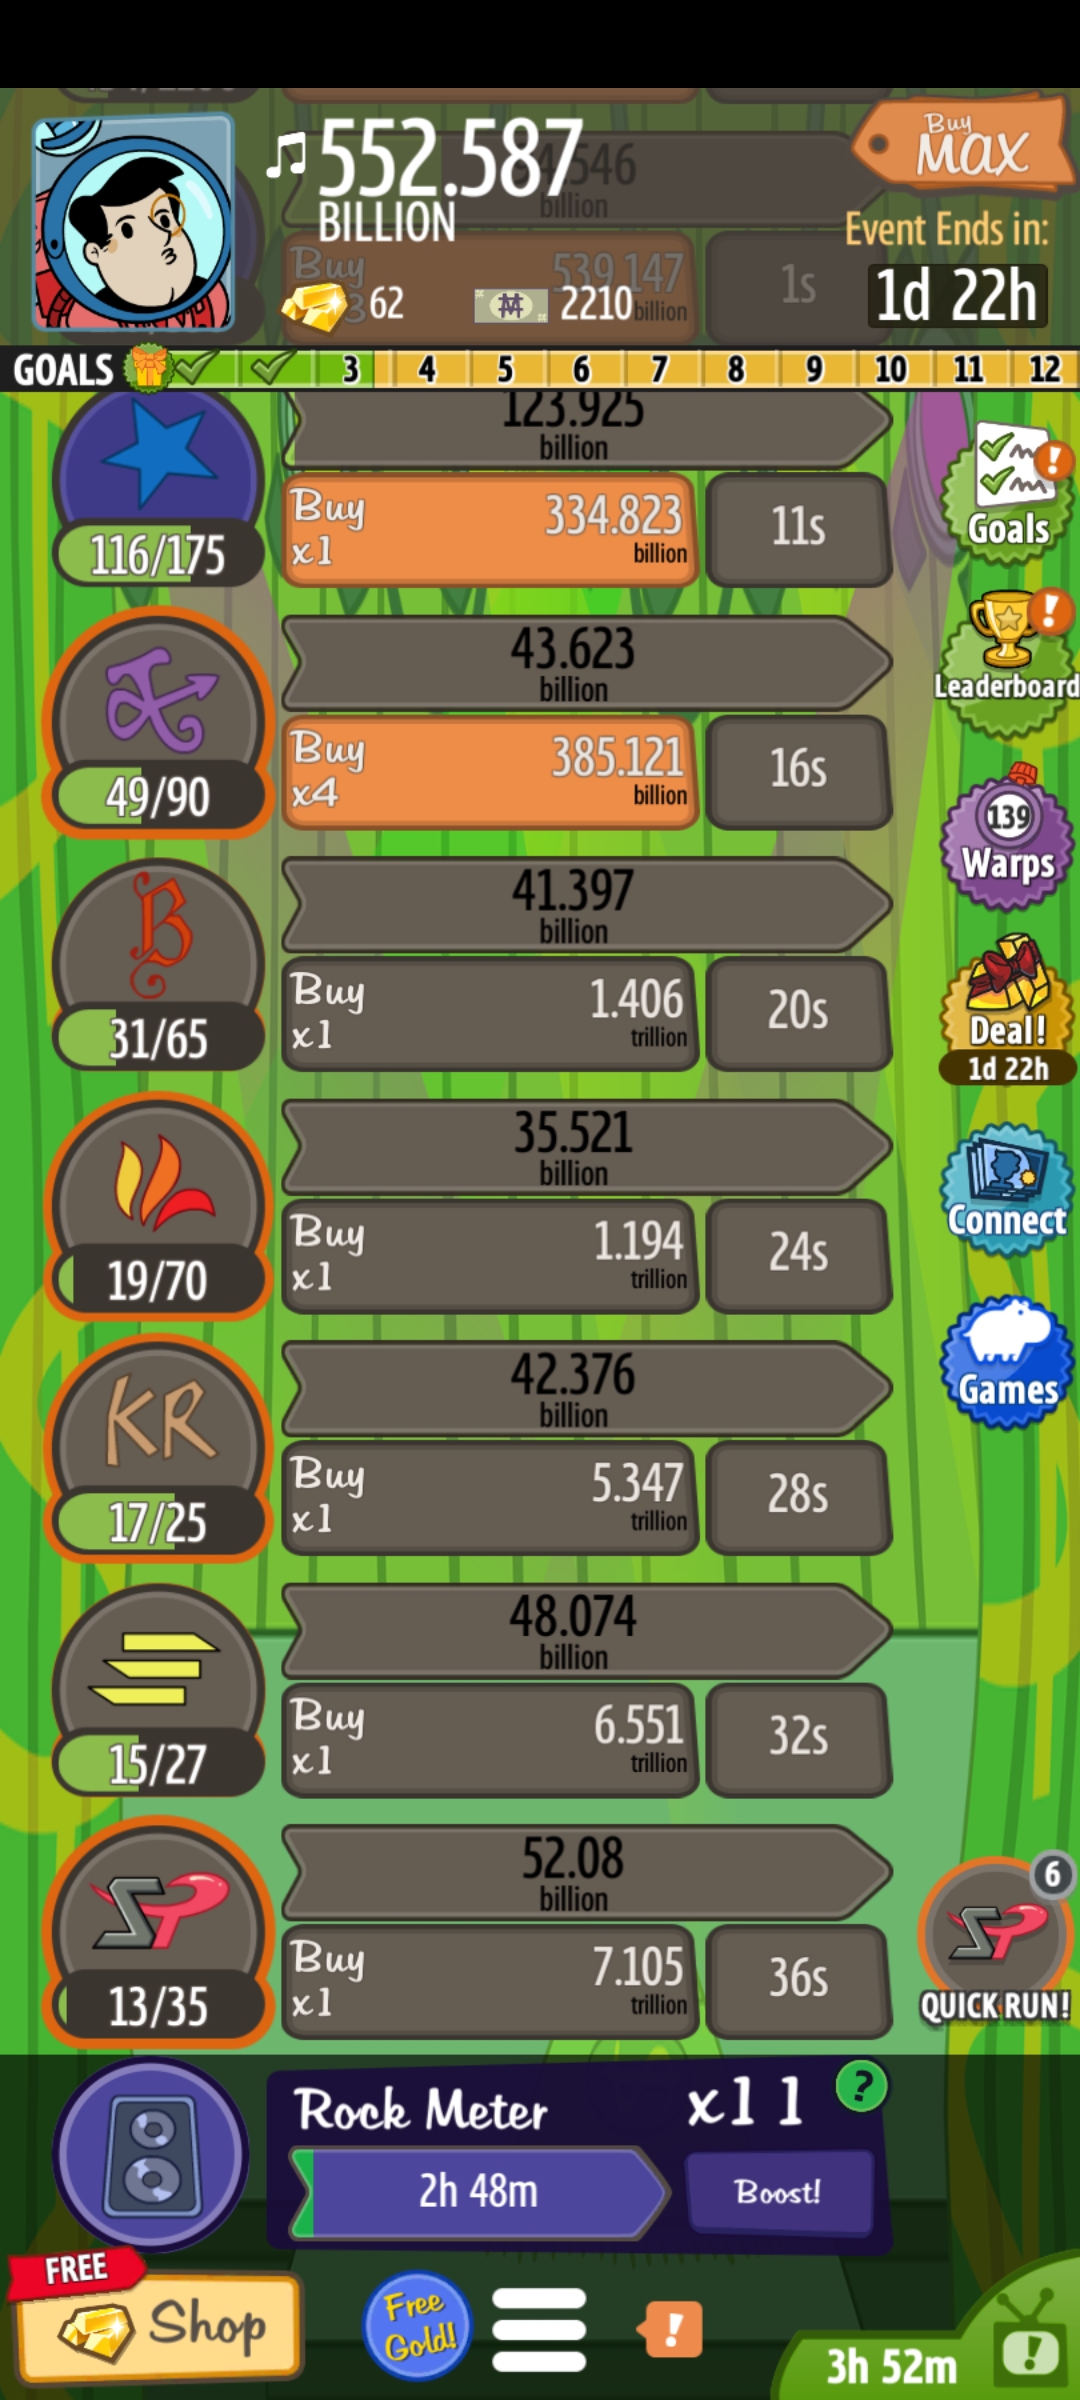 552.587
BILLION
Buy
MAX
Event Ends in:
1d 22h
62
2210
.546
billion
Buy
539.147
billion
1s
GOALS
3 4 5 6 7 8 9 10 11 12
123.925
billion
116/175
Buy
x1
334.823
billion
11s
Goals
43.623
billion
49/90
Buy
x4
385.121
billion
16s
Leaderboard
139
Warps
41.397
billion
31/65
Buy
x1
1.406
trillion
20s
Deal!
1d 22h
35.521
billion
19/70
Buy
x1
1.194
trillion
24s
Connect
42.376
billion
KR
17/25
Buy
x1
5.347
trillion
28s
Games
48.074
billion
15/27
Buy
x1
6.551
trillion
32s
52.08
billion
SP
13/35
Buy
x1
7.105
trillion
36s
6
SP
QUICK RUN!
Rock Meter
x11
?
2h 48m
Boost!
FREE
Shop
Free
Gold!
!
3h 52m
!